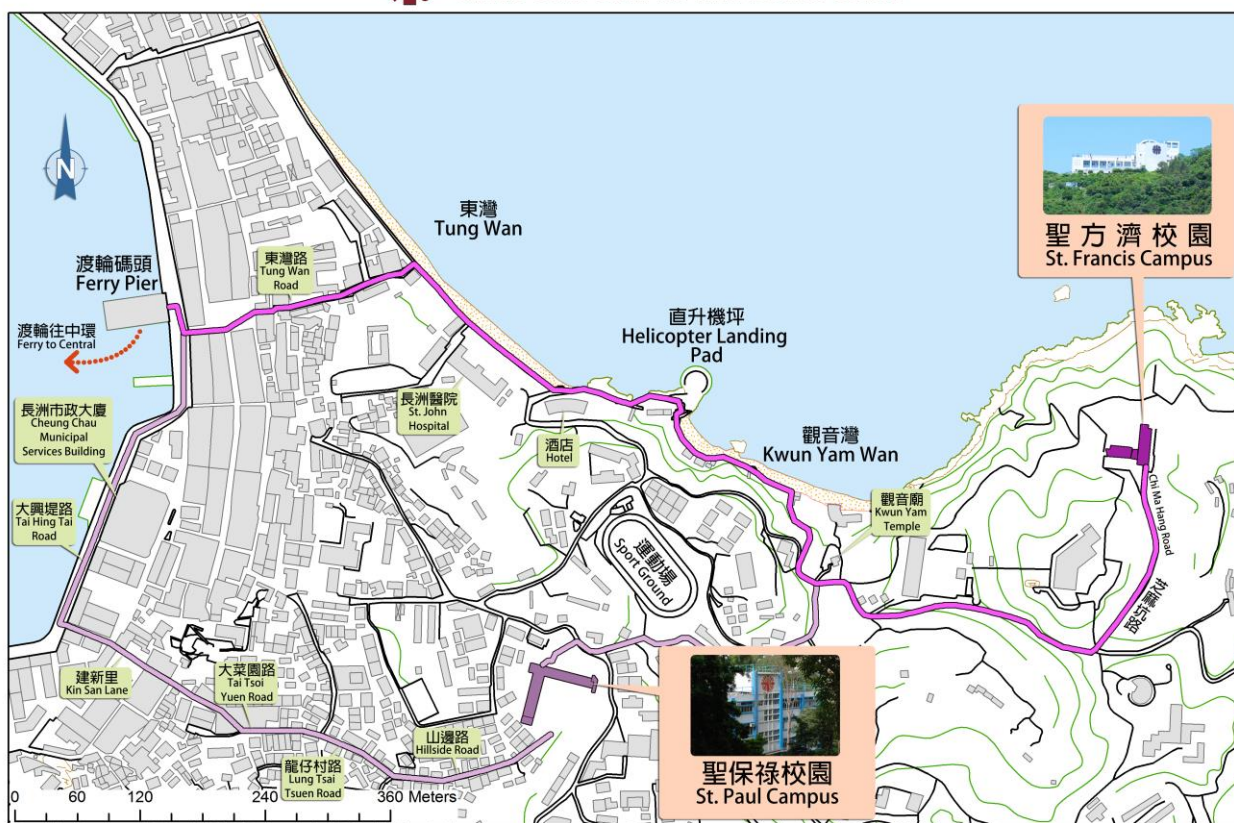 N
東灣
Tung Wan
聖方濟校園
St. Francis Campus
渡輪碼頭
Ferry Pier
東灣路
Tung Wan
Road
渡輪往中環
Ferry to Central
直升機坪
Helicopter Landing
Pad
長洲醫院
St. John
Hospital
酒店
Hotel
觀音灣
Kwun Yam Wan
長洲市政大廈
Cheung Chau
Municipal
Services Building
觀音廟
Kwun Yam
Temple
大興堤路
Tai Hing Tai
Road
運動場
Sport Ground
Chi Ma Hang Road
芝麻坑路
建新里
Kin San Lane
大菜園路
Tai Tsoi
Yuen Road
山邊路
Hillside Road
龍仔村路
Lung Tsai
Tsuen Road
聖保祿校園
St. Paul Campus
0 60 120 240 360 Meters